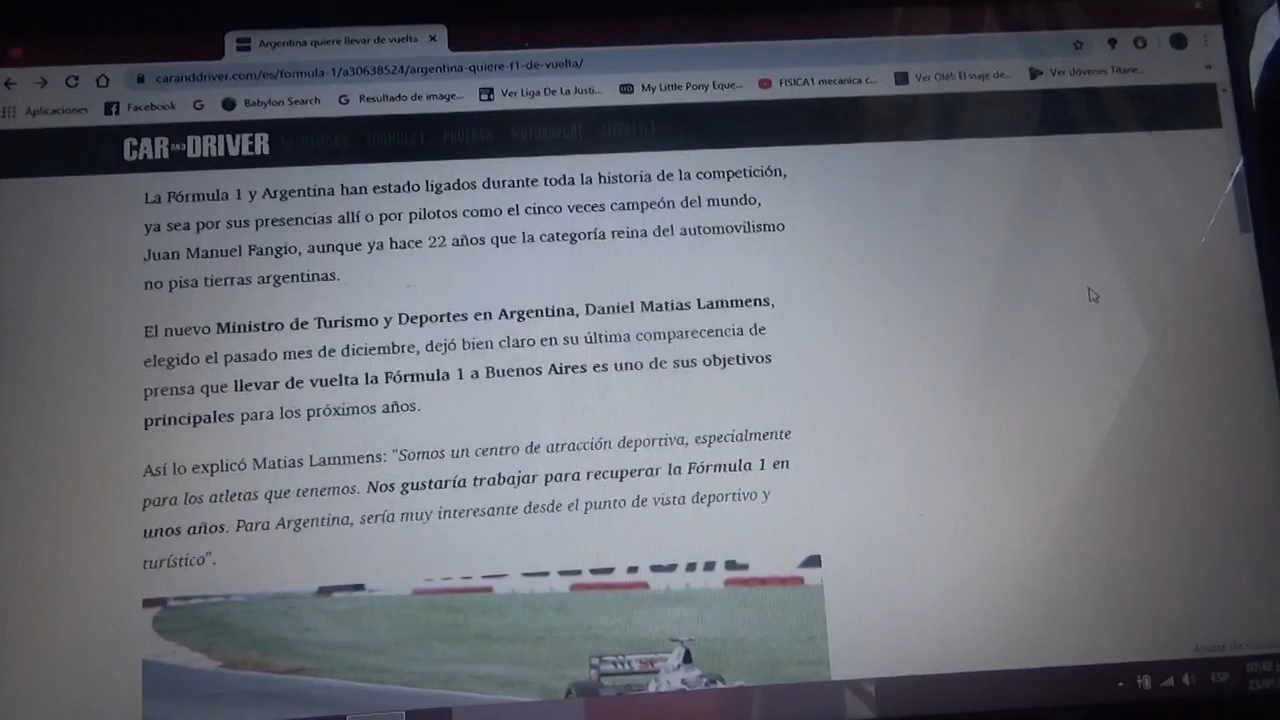 Argentina quiere llevar de vuelta
caranddriver.com/es/formula-1/a30638524/argentina-quiere-f1-de-vuelta/
Aplicaciones Facebook Babylon Search Resultado de image... Ver Liga De La Justi... My Little Pony Eque... FISICA1 mecanica c... Ver Olé! El viaje de... Ver Jóvenes Titane...
CAR AND DRIVER FORMULA 1 PRUEBAS MOTORSPORT LIFESTYLE
La Fórmula 1 y Argentina han estado ligados durante toda la historia de la competición,
ya sea por sus presencias allí o por pilotos como el cinco veces campeón del mundo,
Juan Manuel Fangio, aunque ya hace 22 años que la categoría reina del automovilismo
no pisa tierras argentinas.
El nuevo Ministro de Turismo y Deportes en Argentina, Daniel Matias Lammens,
elegido el pasado mes de diciembre, dejó bien claro en su última comparecencia de
prensa que llevar de vuelta la Fórmula 1 a Buenos Aires es uno de sus objetivos
principales para los próximos años.
Así lo explicó Matias Lammens: "Somos un centro de atracción deportiva, especialmente
para los atletas que tenemos. Nos gustaría trabajar para recuperar la Fórmula 1 en
unos años. Para Argentina, sería muy interesante desde el punto de vista deportivo y
turístico".
ESP